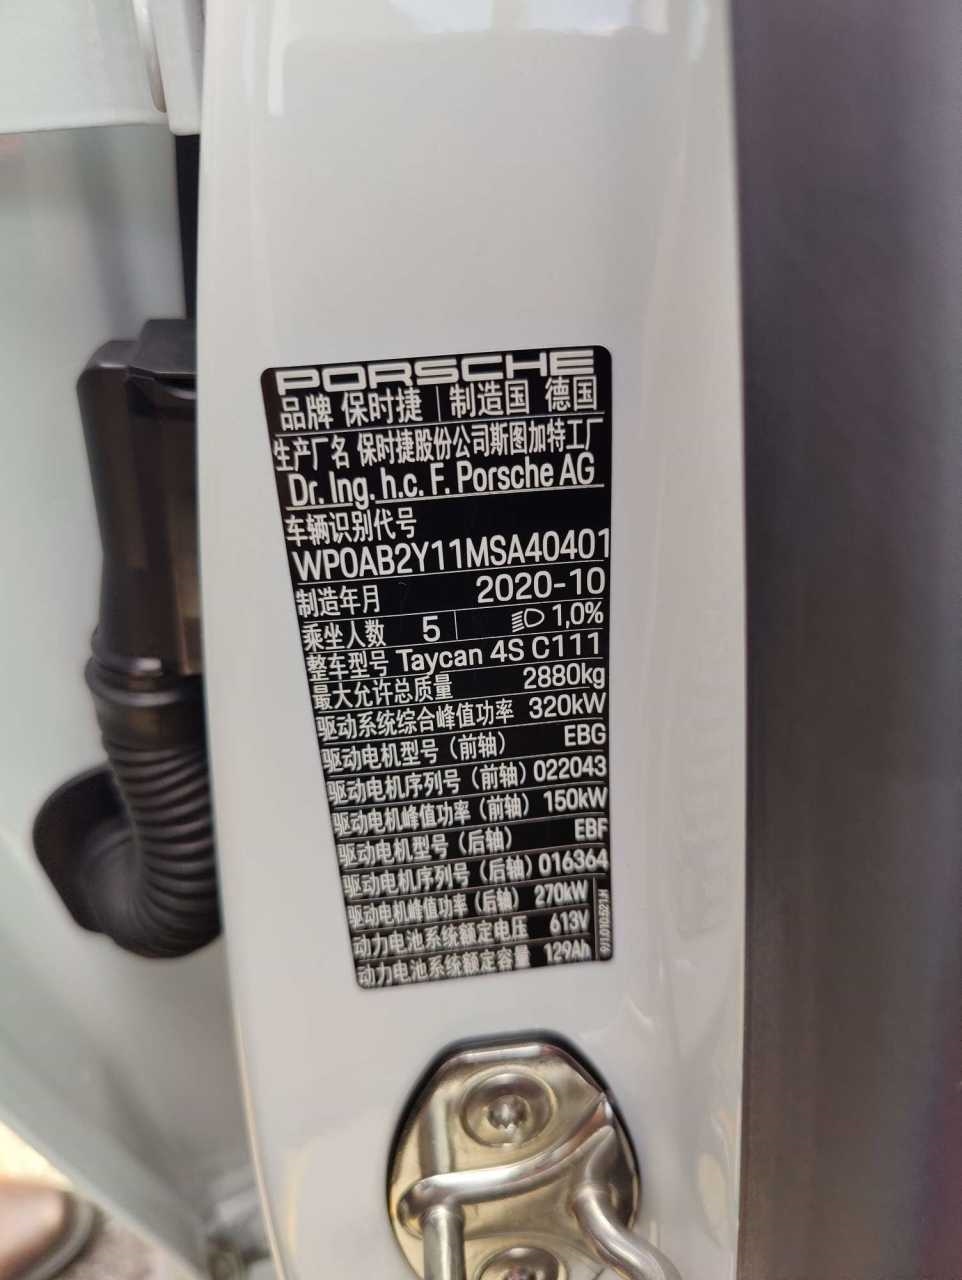 PORSCHE
品牌 保时捷 制造国 德国
生产厂名 保时捷股份公司斯图加特工厂
Dr. Ing. h.c. F. Porsche AG
车辆识别代号
WP0AB2Y11MSA40401
制造年月 2020-10
乘坐人数 5 1,0%
整车型号 Taycan 4S C111
最大允许总质量 2880kg
驱动系统综合峰值功率 320kW
驱动电机型号（前轴） EBG
驱动电机序列号（前轴）022043
驱动电机峰值功率（前轴） 150kW
驱动电机型号（后轴） EBF
驱动电机序列号（后轴）016364
驱动电机峰值功率（后轴） 270kW
动力电池系统额定电压 613V
动力电池系统额定容量 129Ah